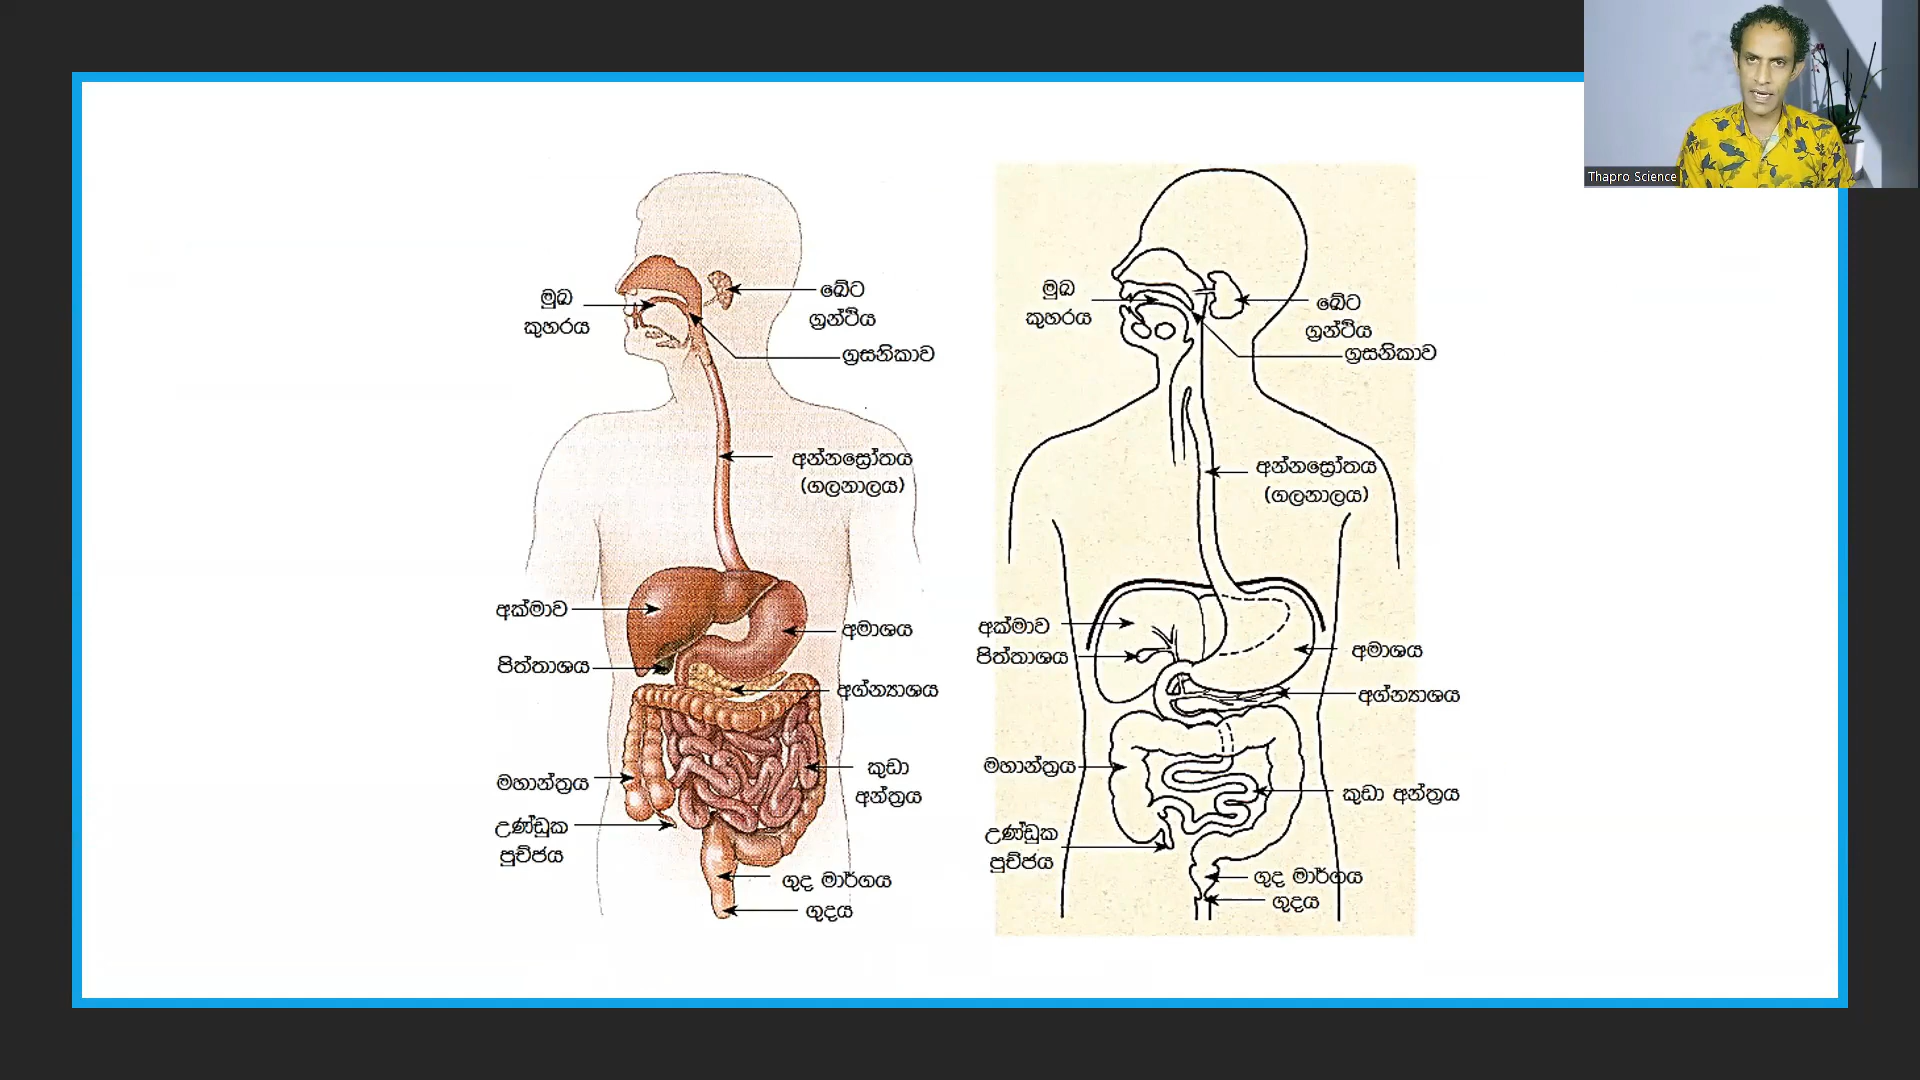 Thapro Science
මුඛ
කුහරය
ඛේට
ග්‍රන්ථිය
ග්‍රසනිකාව
අන්නස්‍රෝතය
(ගලනාලය)
අක්මාව
අමාශය
පිත්තාශය
අග්න්‍යාශය
මහාන්ත්‍රය
කුඩා
අන්ත්‍රය
උණ්ඩුක
පුච්ඡය
ගුද මාර්ගය
ගුදය
මුඛ
කුහරය
ඛේට
ග්‍රන්ථිය
ග්‍රසනිකාව
අන්නස්‍රෝතය
(ගලනාලය)
අක්මාව
පිත්තාශය
අමාශය
අග්න්‍යාශය
මහාන්ත්‍රය
කුඩා අන්ත්‍රය
උණ්ඩුක
පුච්ඡය
ගුද මාර්ගය
ගුදය